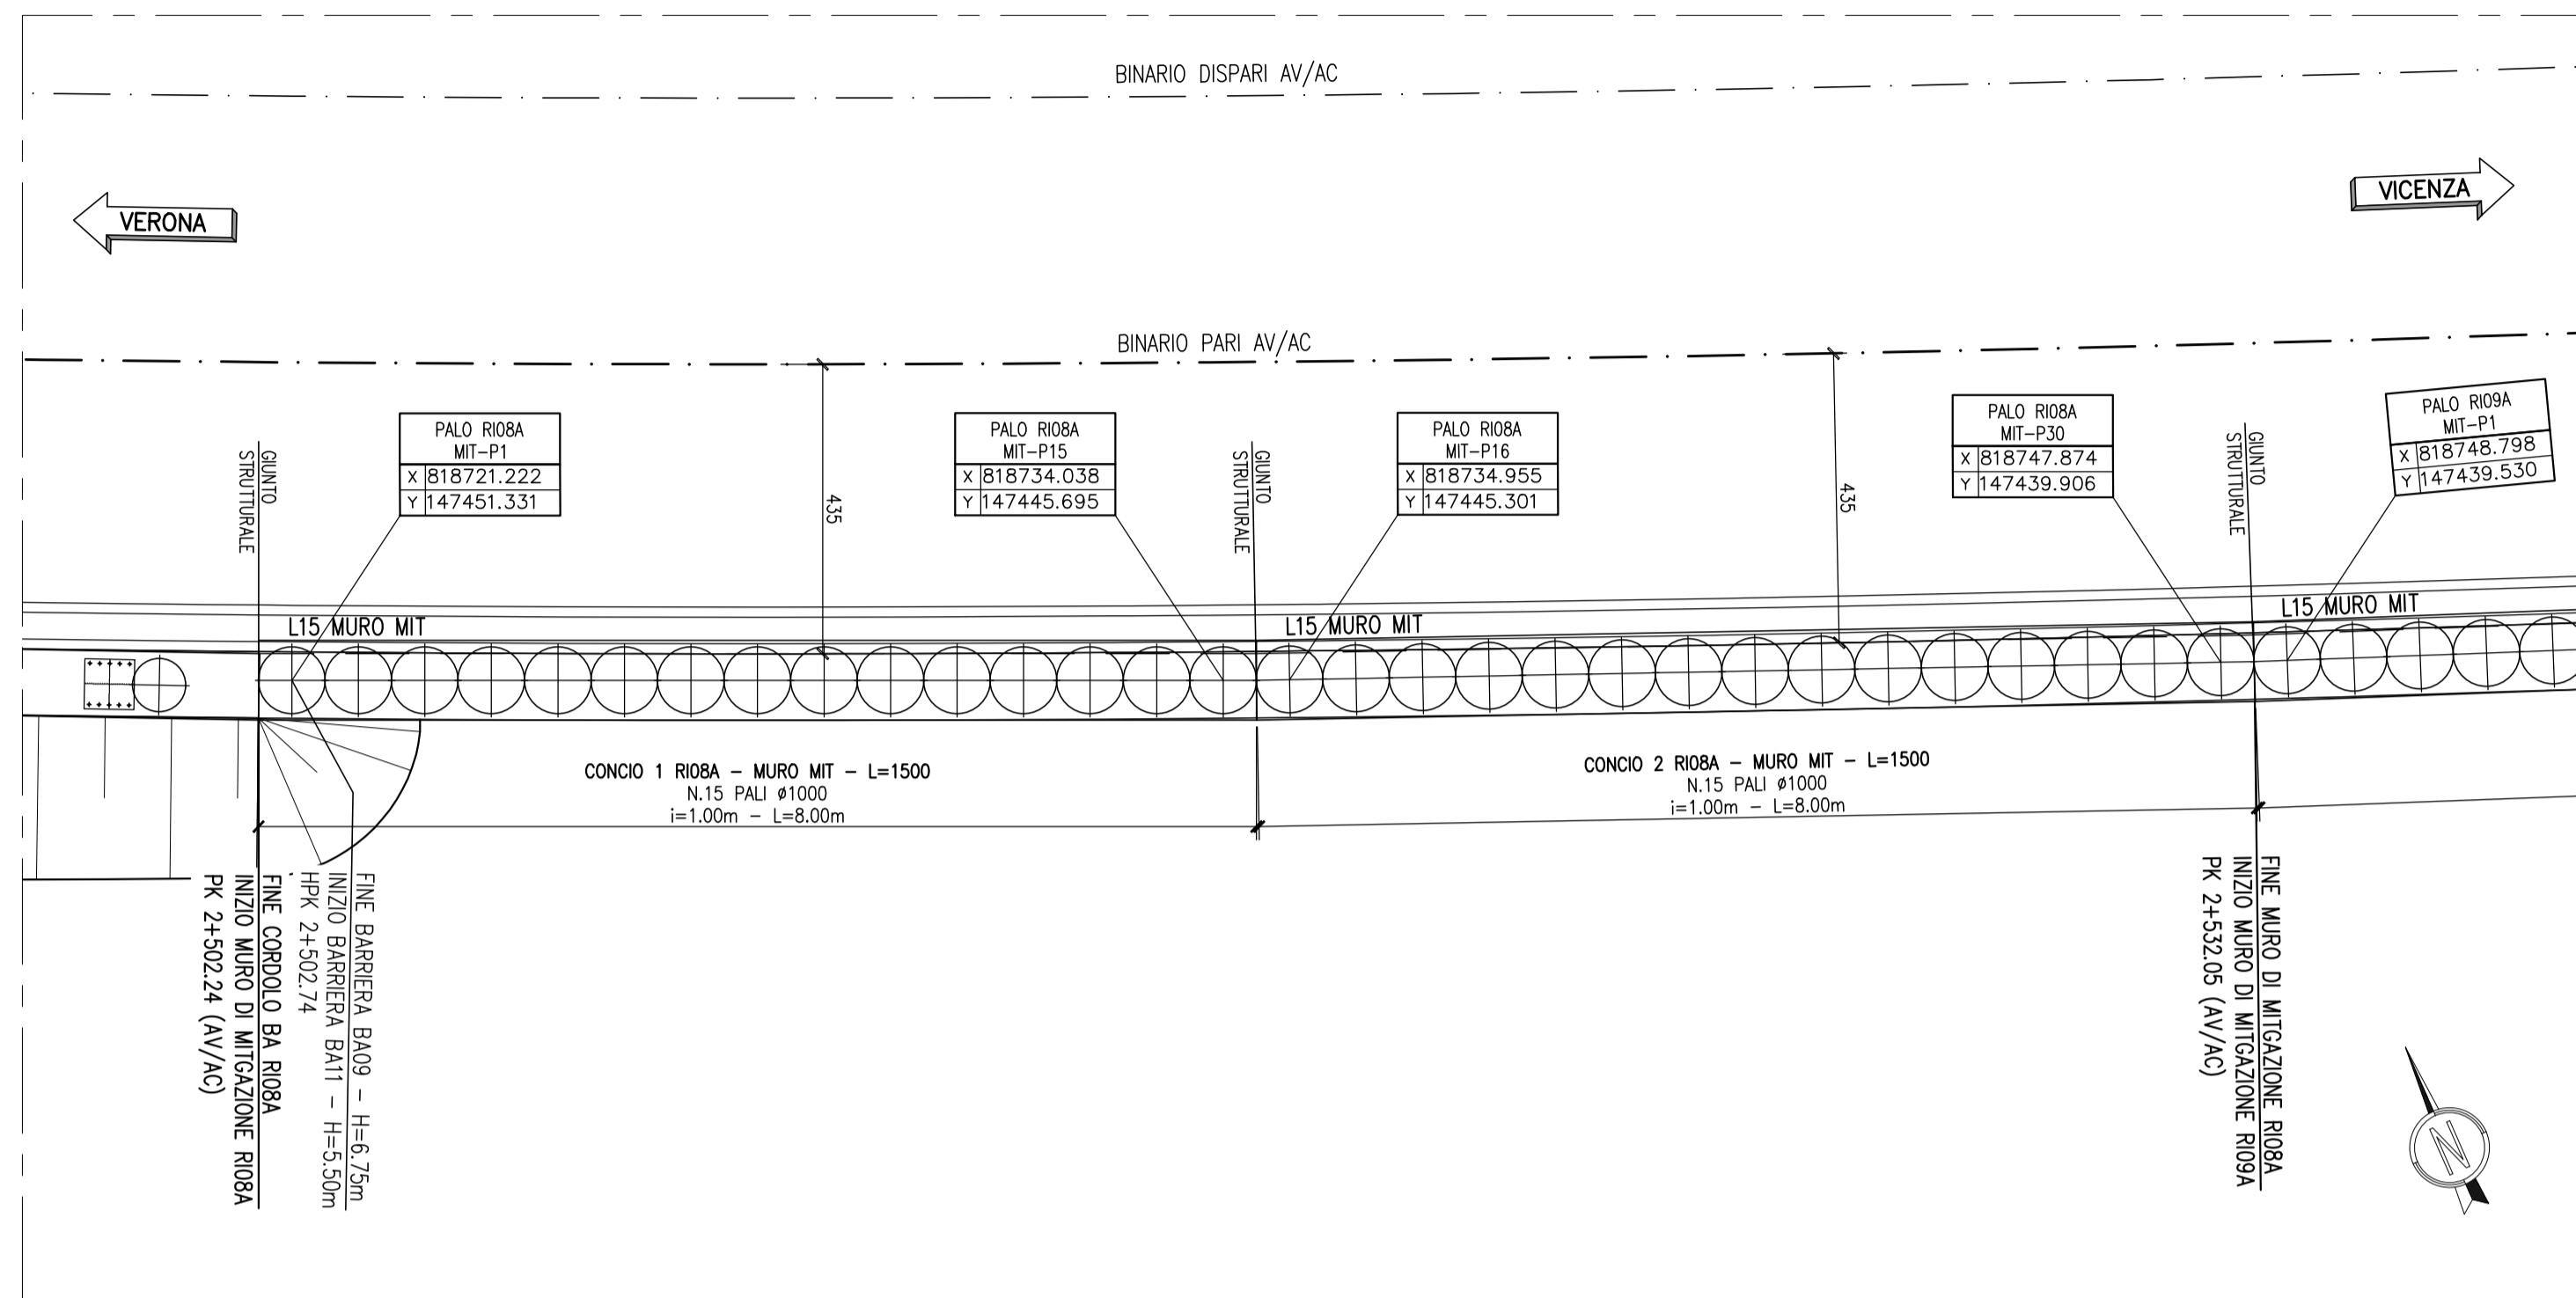 BINARIO DISPARI AV/AC
VERONA
VICENZA
BINARIO PARI AV/AC
PALO RI08A
MIT-P1
X 818721.222
Y 147451.331
PALO RI08A
MIT-P15
X 818734.038
Y 147445.695
PALO RI08A
MIT-P16
X 818734.955
Y 147445.301
PALO RI08A
MIT-P30
X 818747.874
Y 147439.906
PALO RI09A
MIT-P1
X 818748.798
Y 147439.530
GIUNTO
STRUTTURALE
435
GIUNTO
STRUTTURALE
435
GIUNTO
STRUTTURALE
L15 MURO MIT
L15 MURO MIT
L15 MURO MIT
CONCIO 1 RI08A - MURO MIT - L=1500
N.15 PALI ø1000
i=1.00m - L=8.00m
CONCIO 2 RI08A - MURO MIT - L=1500
N.15 PALI ø1000
i=1.00m - L=8.00m
FINE BARRIERA BA09 - H=6.75m
INIZIO BARRIERA BA11 - H=5.50m
HPK 2+502.74
FINE CORDOLO BA RI08A
INIZIO MURO DI MITGAZIONE RI08A
PK 2+502.24 (AV/AC)
FINE MURO DI MITGAZIONE RI08A
INIZIO MURO DI MITGAZIONE RI09A
PK 2+532.05 (AV/AC)
N